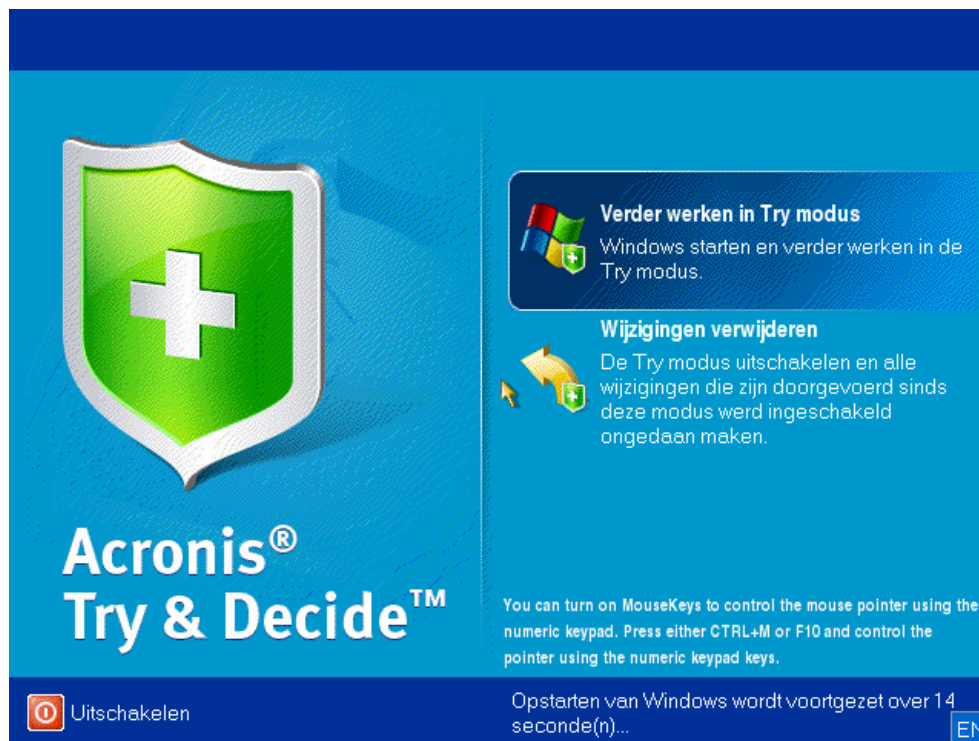 Verder werken in Try modus
Windows starten en verder werken in de
Try modus.
Wijzigingen verwijderen
De Try modus uitschakelen en alle
wijzigingen die zijn doorgevoerd sinds
deze modus werd ingeschakeld
ongedaan maken.
Acronis®
Try & Decide™
You can turn on MouseKeys to control the mouse pointer using the
numeric keypad. Press either CTRL+M or F10 and control the
pointer using the numeric keypad keys.
Uitschakelen
Opstarten van Windows wordt voortgezet over 14
seconde(n)...
EN